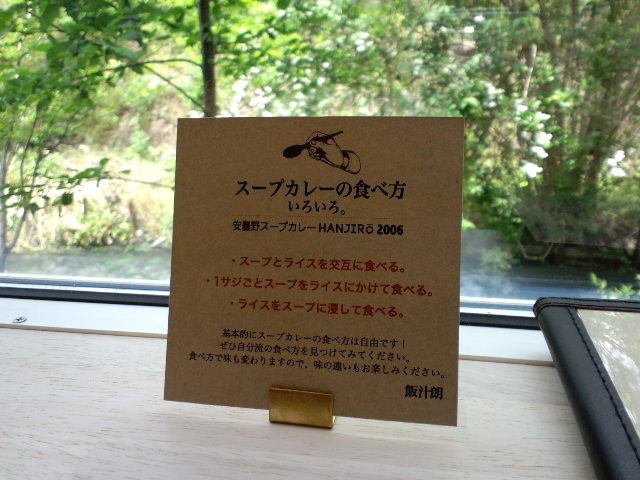 スープカレーの食べ方
いろいろ。
安曇野スープカレー HANJIRō 2006
・スープとライスを交互に食べる。
・1サジごとスープをライスにかけて食べる。
・ライスをスープに浸して食べる。
基本的にスープカレーの食べ方は自由です！
ぜひ自分流の食べ方を見つけてみてください。
食べ方で味も変わりますので、味の違いもお楽しみください。
飯汁朗